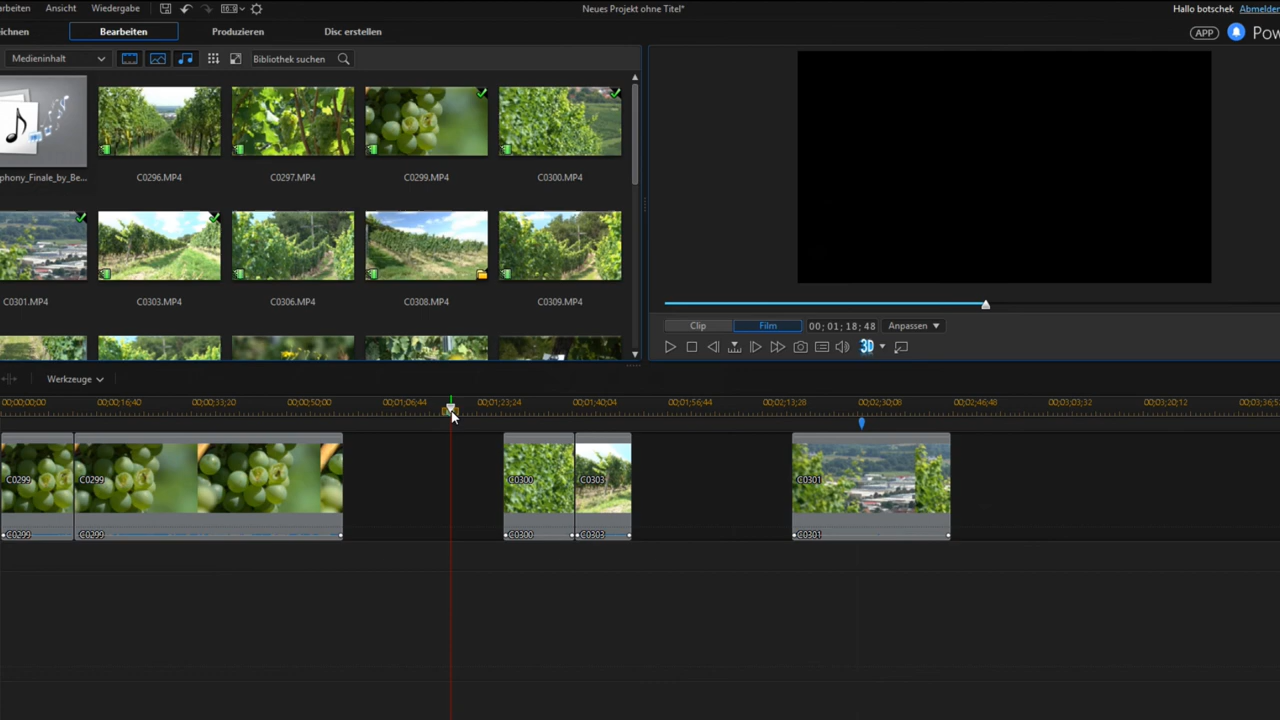 arbeiten Ansicht Wiedergabe 16:9 Neues Projekt ohne Titel* Hallo botschek Abmelden
ichnen Bearbeiten Produzieren Disc erstellen APP Pow
Medieninhalt Bibliothek suchen
phony_Finale_by_Be... C0296.MP4 C0297.MP4 C0299.MP4 C0300.MP4
C0301.MP4 C0303.MP4 C0306.MP4 C0308.MP4 C0309.MP4
Clip Film 00; 01; 18; 48 Anpassen
3D
Werkzeuge
00;00;00;00 00;00;16;40 00;00;33;20 00;00;50;00 00;01;06;44 00;01;23;24 00;01;40;04 00;01;56;44 00;02;13;28 00;02;30;08 00;02;46;48 00;03;03;32 00;03;20;12 00;03;36;5
C0299 C0299 C0300 C0303 C0301
C0299 C0299 C0300 C0303 C0301